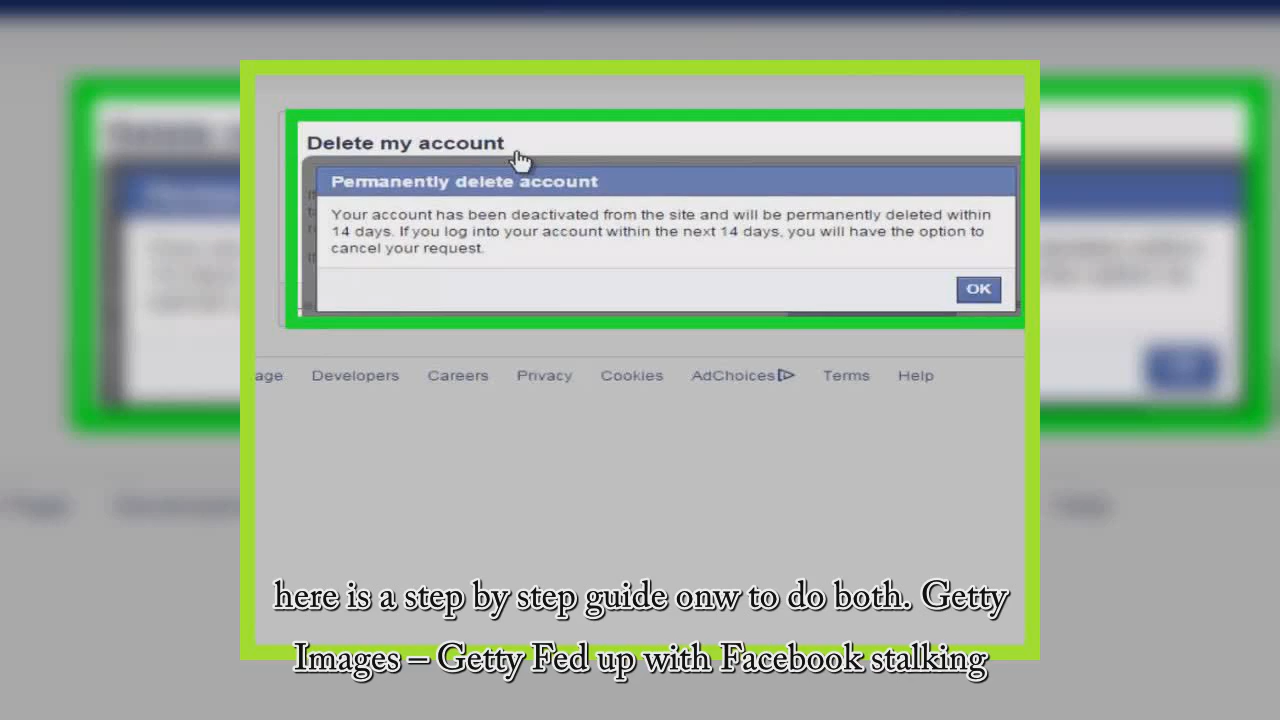 Delete my account
Permanently delete account
Your account has been deactivated from the site and will be permanently deleted within
14 days. If you log into your account within the next 14 days, you will have the option to
cancel your request.
OK
age Developers Careers Privacy Cookies AdChoices Terms Help
here is a step by step guide onw to do both. Getty
Images – Getty Fed up with Facebook stalking